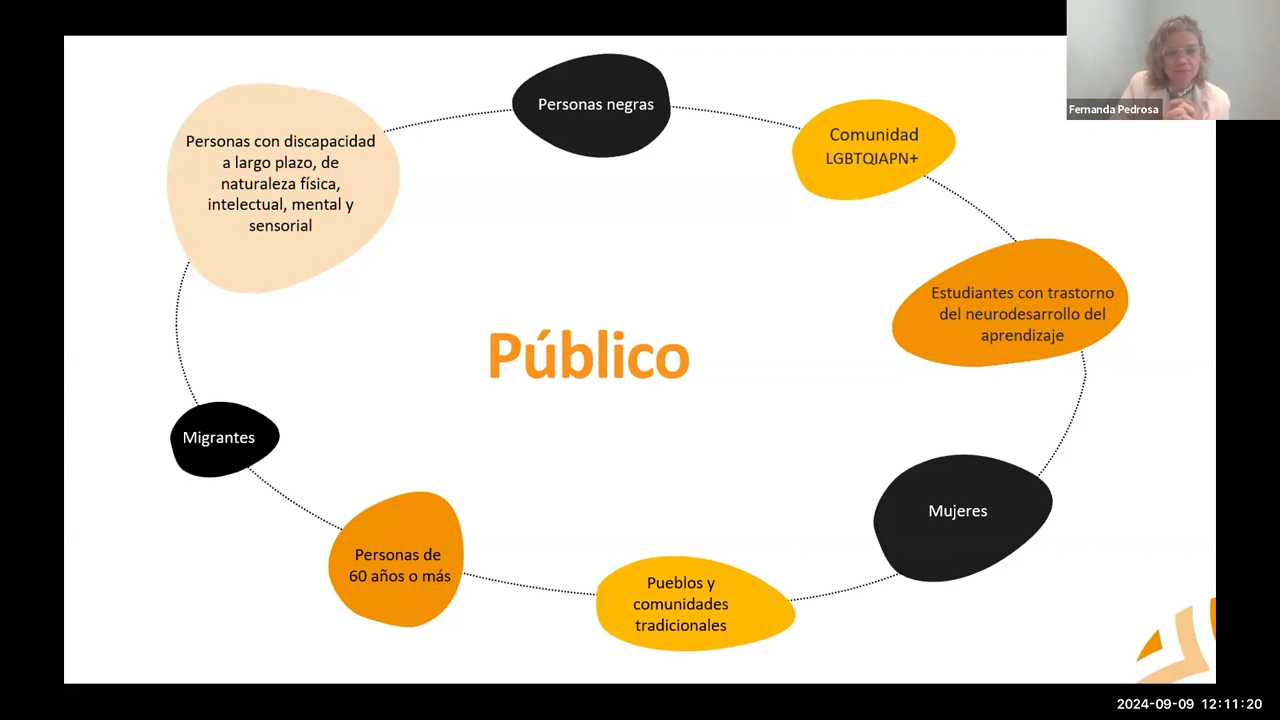 Personas con discapacidad
a largo plazo, de
naturaleza física,
intelectual, mental y
sensorial
Personas negras
Comunidad
LGBTQIAPN+
Fernanda Pedrosa
Estudiantes con trastorno
del neurodesarrollo del
aprendizaje
Público
Migrantes
Mujeres
Personas de
60 años o más
Pueblos y
comunidades
tradicionales
2024-09-09 12:11:20